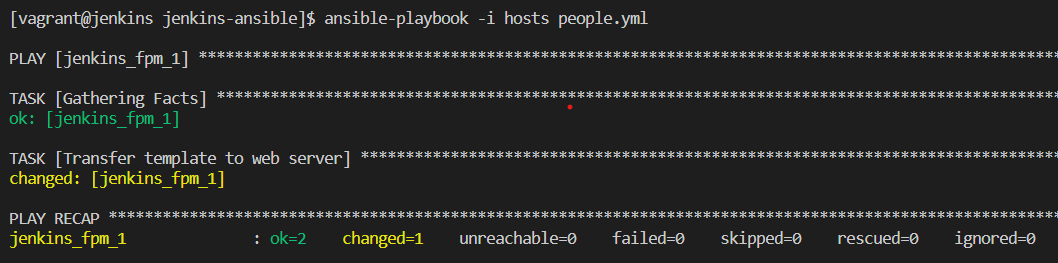 [vagrant@jenkins jenkins-ansible]$ ansible-playbook -i hosts people.yml
PLAY [jenkins_fpm_1] ************************************************************************************************
TASK [Gathering Facts] **********************************************************************************************
ok: [jenkins_fpm_1]
TASK [Transfer template to web server] ******************************************************************************
changed: [jenkins_fpm_1]
PLAY RECAP **********************************************************************************************************
jenkins_fpm_1 : ok=2 changed=1 unreachable=0 failed=0 skipped=0 rescued=0 ignored=0